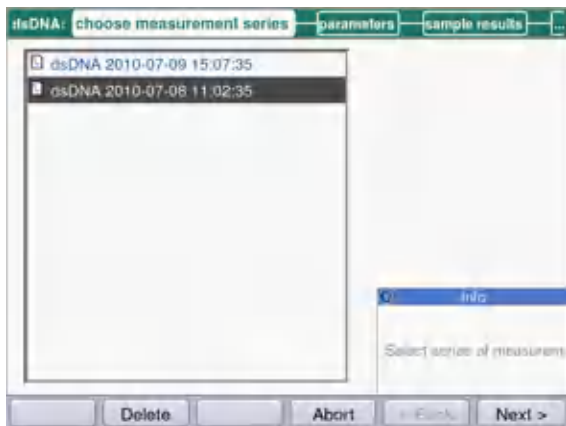 dsDNA: choose measurement series parameters sample results ...
dsDNA 2010-07-09 15:07:35
dsDNA 2010-07-08 11:02:35
Info
Select series of measurem
Delete Abort < Back Next >